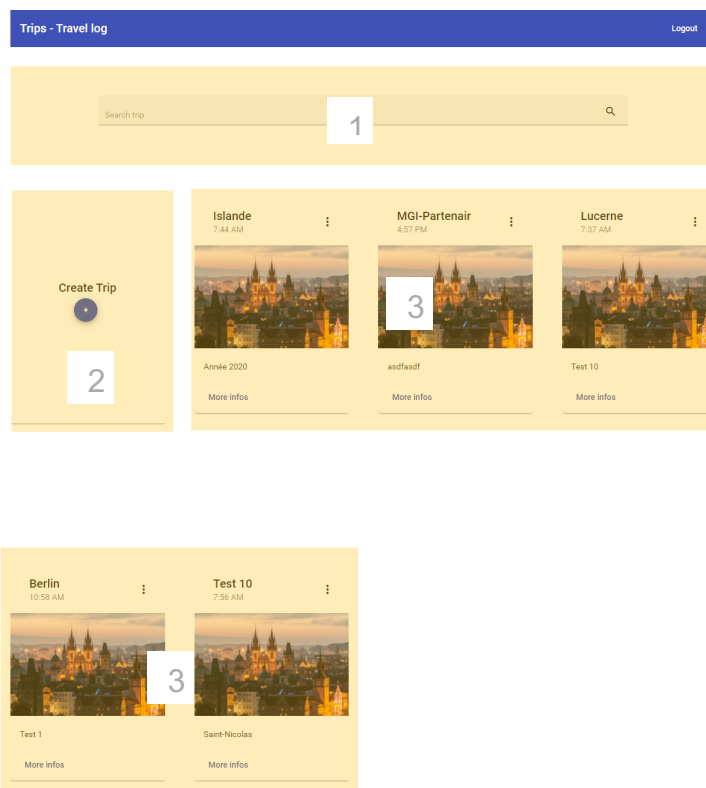 Trips - Travel log
Logout
Search trip
1
Islande
7:44 AM
MGI-Partenair
4:57 PM
Lucerne
7:37 AM
Create Trip
+
2
3
Année 2020
asdfasdf
Test 10
More infos
More infos
More infos
Berlin
10:58 AM
Test 10
7:56 AM
3
Test 1
Saint-Nicolas
More infos
More infos